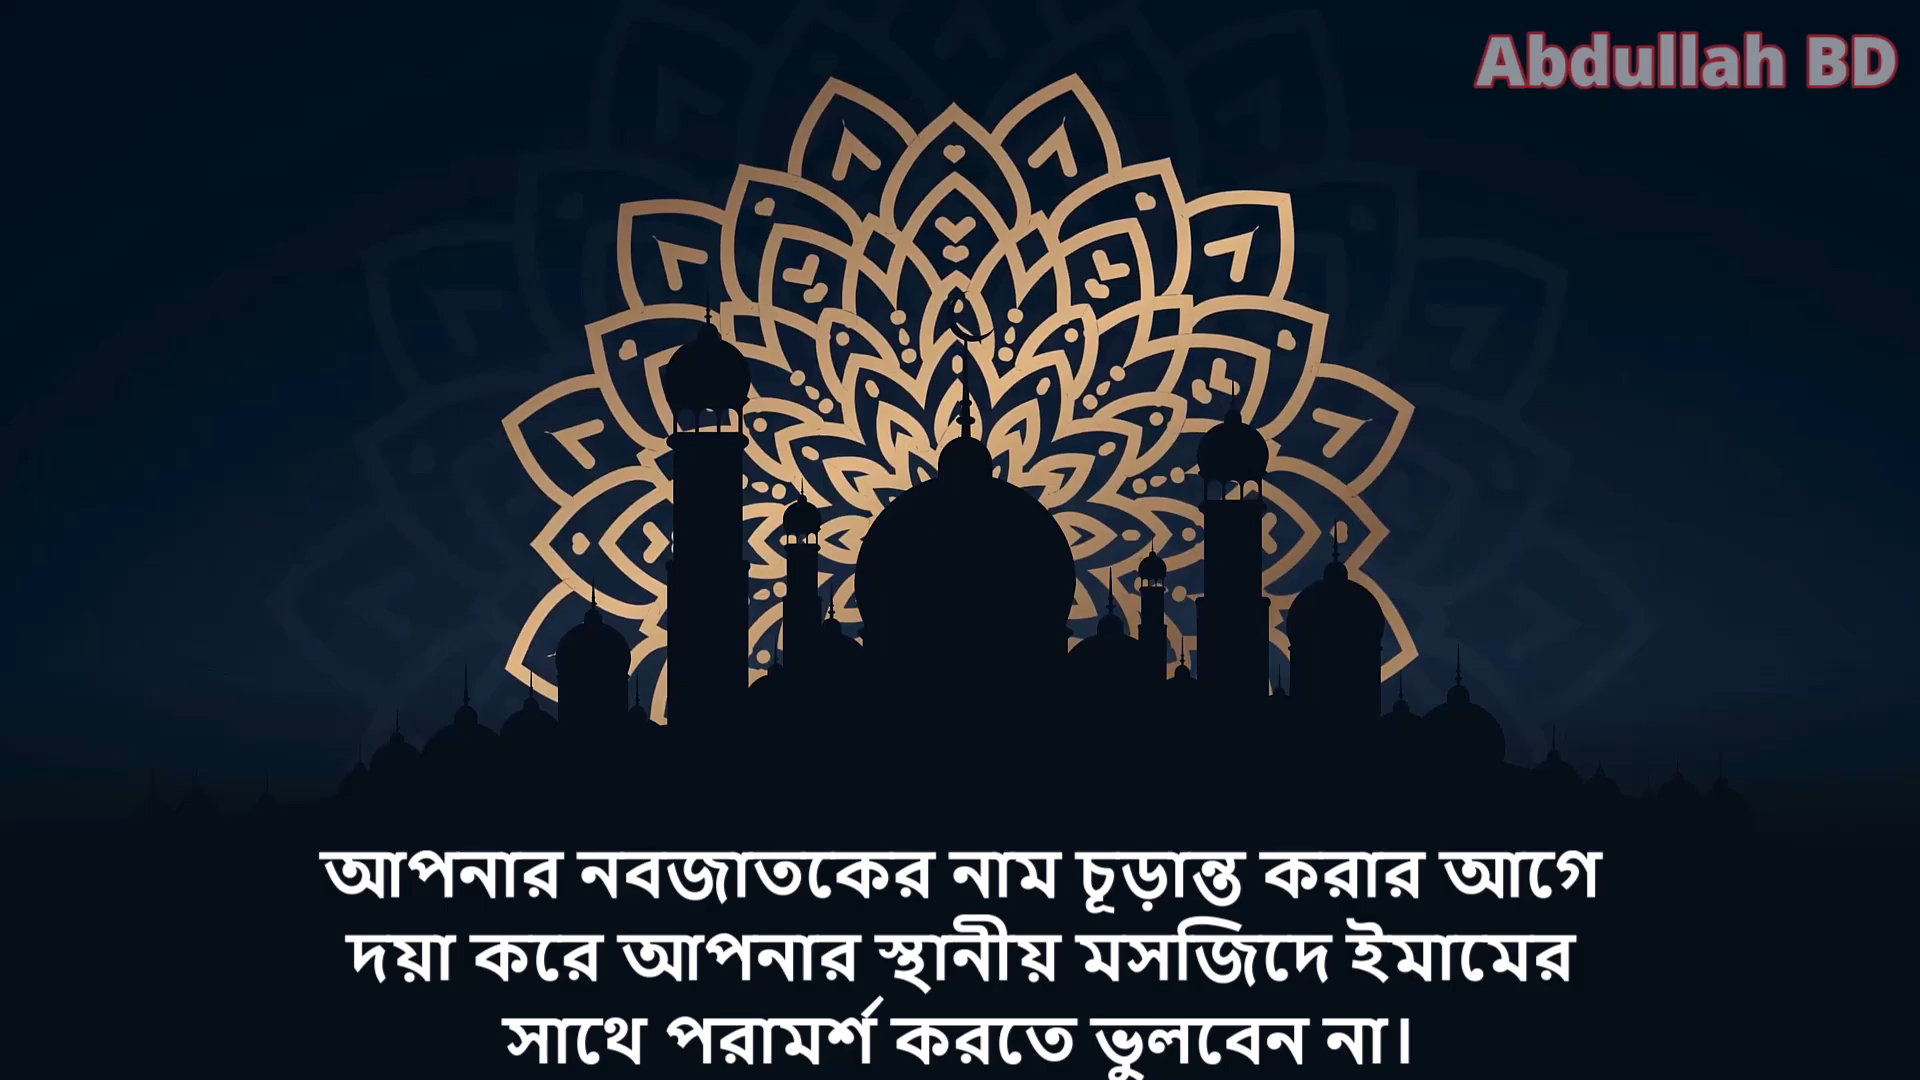 Abdullah BD
আপনার নবজাতকের নাম চূড়ান্ত করার আগে
দয়া করে আপনার স্থানীয় মসজিদে ইমামের
সাথে পরামর্শ করতে ভুলবেন না।